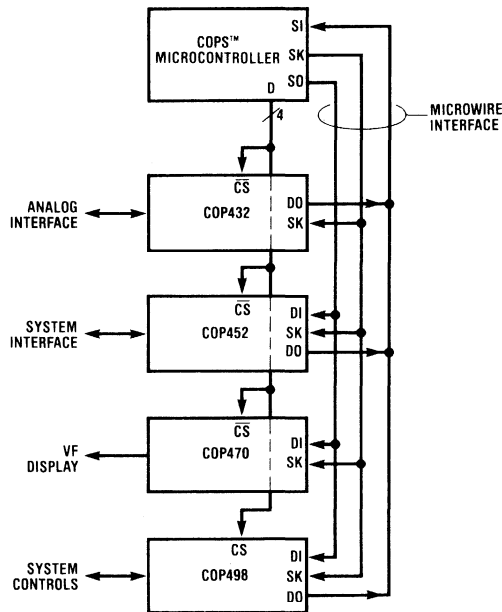 COPS™
MICROCONTROLLER
SI
SK
SO
D
4
MICROWIRE
INTERFACE
CS
ANALOG
INTERFACE
COP432
DO
SK
CS
SYSTEM
INTERFACE
COP452
DI
SK
DO
CS
VF
DISPLAY
COP470
DI
SK
CS
SYSTEM
CONTROLS
COP498
DI
SK
DO